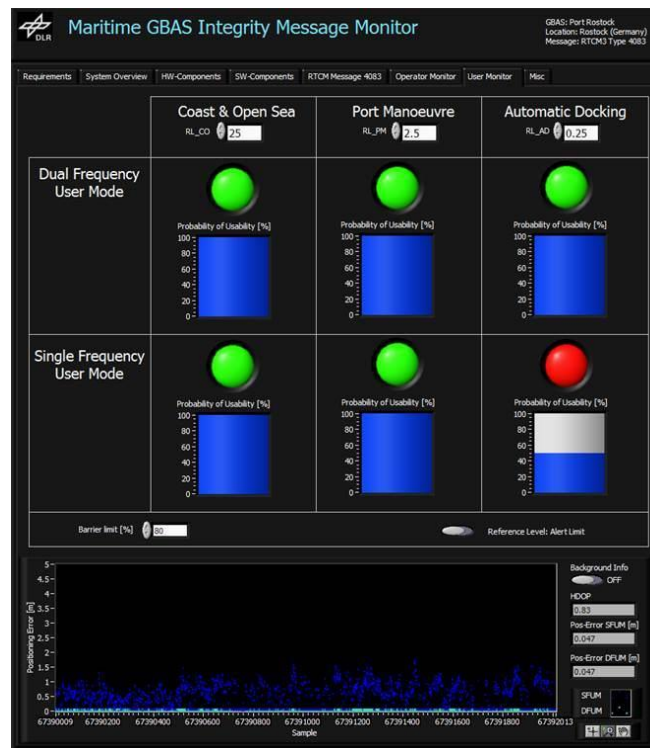 DLR
Maritime GBAS Integrity Message Monitor
GBAS: Port Rostock
Location: Rostock (Germany)
Message: RTCM3 Type 4083
Requirements System Overview HW-Components SW-Components RTCM Message 4083 Operator Monitor User Monitor Misc
Coast & Open Sea Port Manoeuvre Automatic Docking
RL_CO 25 RL_PM 2.5 RL_AD 0.25
Dual Frequency
User Mode
Probability of Usability [%] Probability of Usability [%] Probability of Usability [%]
100 100 100
80 80 80
60 60 60
40 40 40
20 20 20
0 0 0
Single Frequency
User Mode
Probability of Usability [%] Probability of Usability [%] Probability of Usability [%]
100 100 100
80 80 80
60 60 60
40 40 40
20 20 20
0 0 0
Barrier limit [%] 80 Reference Level: Alert Limit
Positioning Error [m]
5
4.5
4
3.5
3
2.5
2
1.5
1
0.5
0
67390009 67390200 67390400 67390600 67390800 67391000 67391200 67391400 67391600 67391800 67392013
Sample
Background Info
OFF
HDOP
0.83
Pos-Error SFUM [m]
0.047
Pos-Error DFUM [m]
0.047
SFUM
DFUM